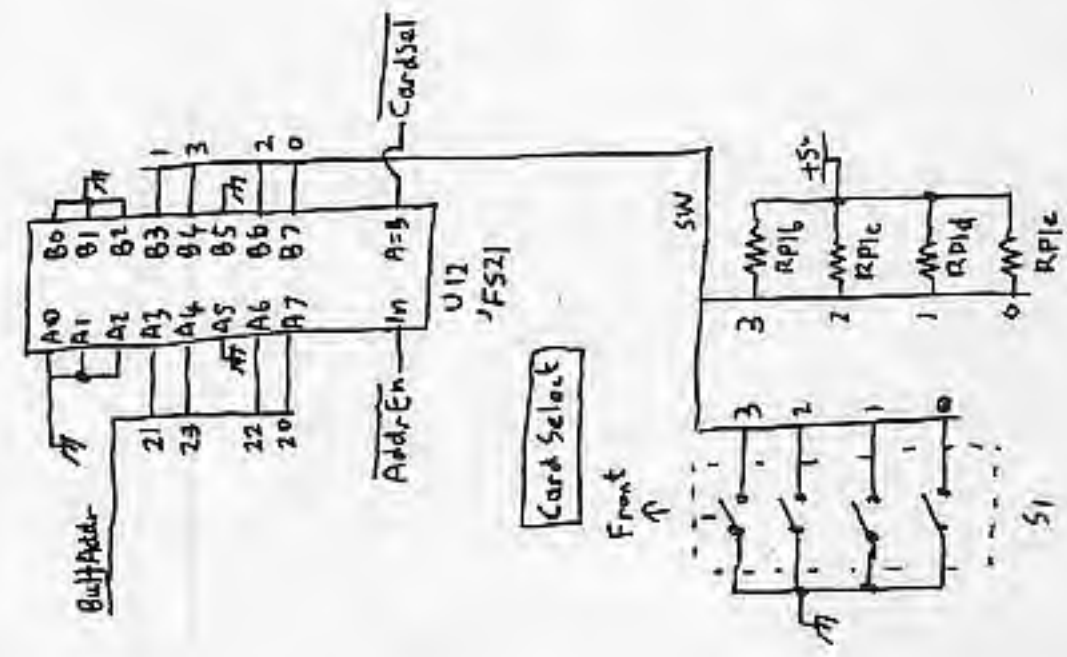 BuffAddr
21
23
22
20
A0
A1
A2
A3
A4
A5
A6
A7
In
B0
B1
B2
B3
B4
B5
B6
B7
A=B
1
3
2
0
CardSel
AddrEn
U12
'F521
Card Select
Front
3
2
1
0
S1
SW
3
2
1
0
+5v
RP1b
RP1c
RP1d
RP1e